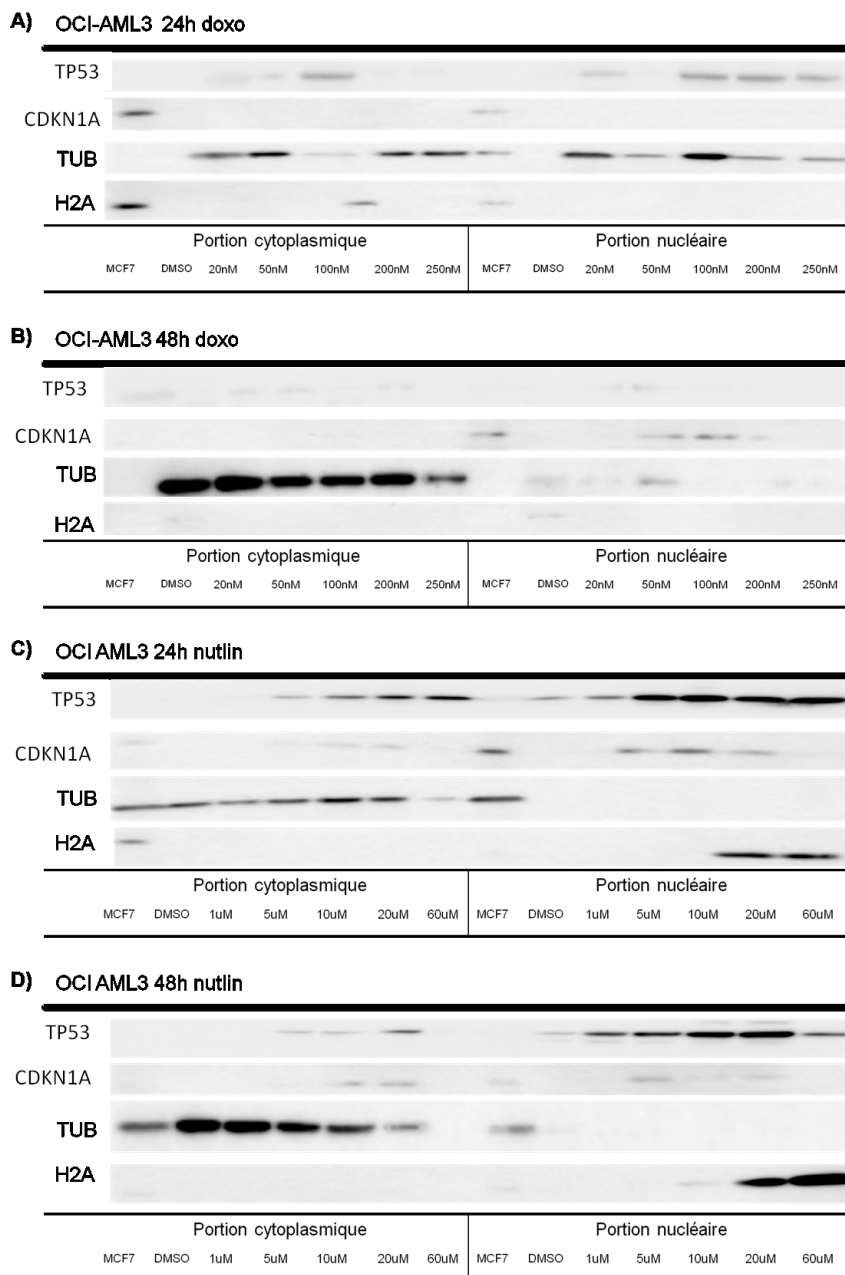 A) OCI-AML3 24h doxo
TP53
CDKN1A
TUB
H2A
Portion cytoplasmique Portion nucléaire
MCF7 DMSO 20nM 50nM 100nM 200nM 250nM MCF7 DMSO 20nM 50nM 100nM 200nM 250nM
B) OCI-AML3 48h doxo
TP53
CDKN1A
TUB
H2A
Portion cytoplasmique Portion nucléaire
MCF7 DMSO 20nM 50nM 100nM 200nM 250nM MCF7 DMSO 20nM 50nM 100nM 200nM 250nM
C) OCI AML3 24h nutlin
TP53
CDKN1A
TUB
H2A
Portion cytoplasmique Portion nucléaire
MCF7 DMSO 1uM 5uM 10uM 20uM 60uM MCF7 DMSO 1uM 5uM 10uM 20uM 60uM
D) OCI AML3 48h nutlin
TP53
CDKN1A
TUB
H2A
Portion cytoplasmique Portion nucléaire
MCF7 DMSO 1uM 5uM 10uM 20uM 60uM MCF7 DMSO 1uM 5uM 10uM 20uM 60uM